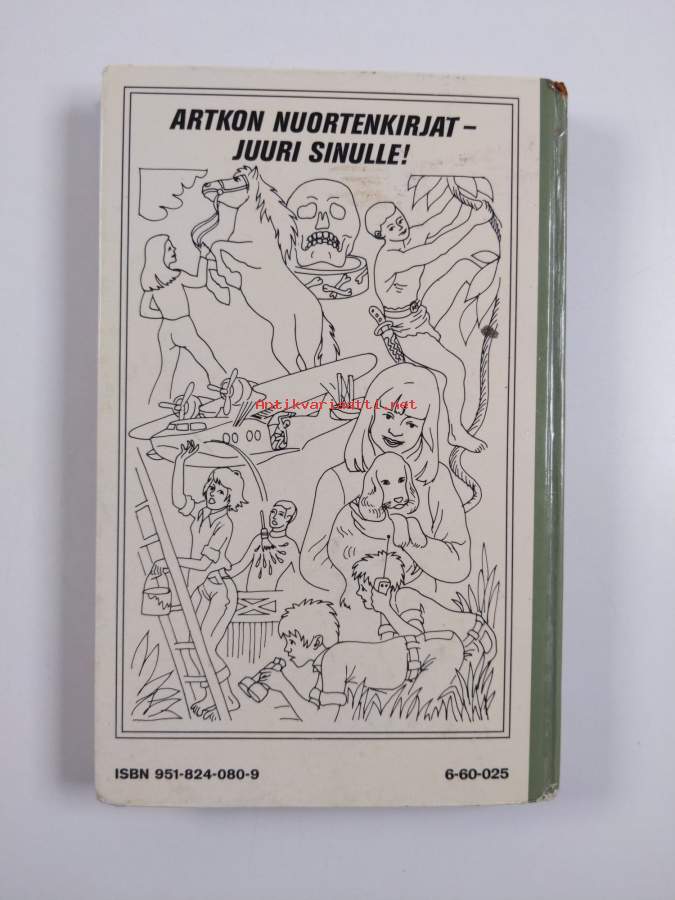 ARTKON NUORTENKIRJAT –
JUURI SINULLE!
Antikvariaatti.net
ISBN 951-824-080-9
6-60-025